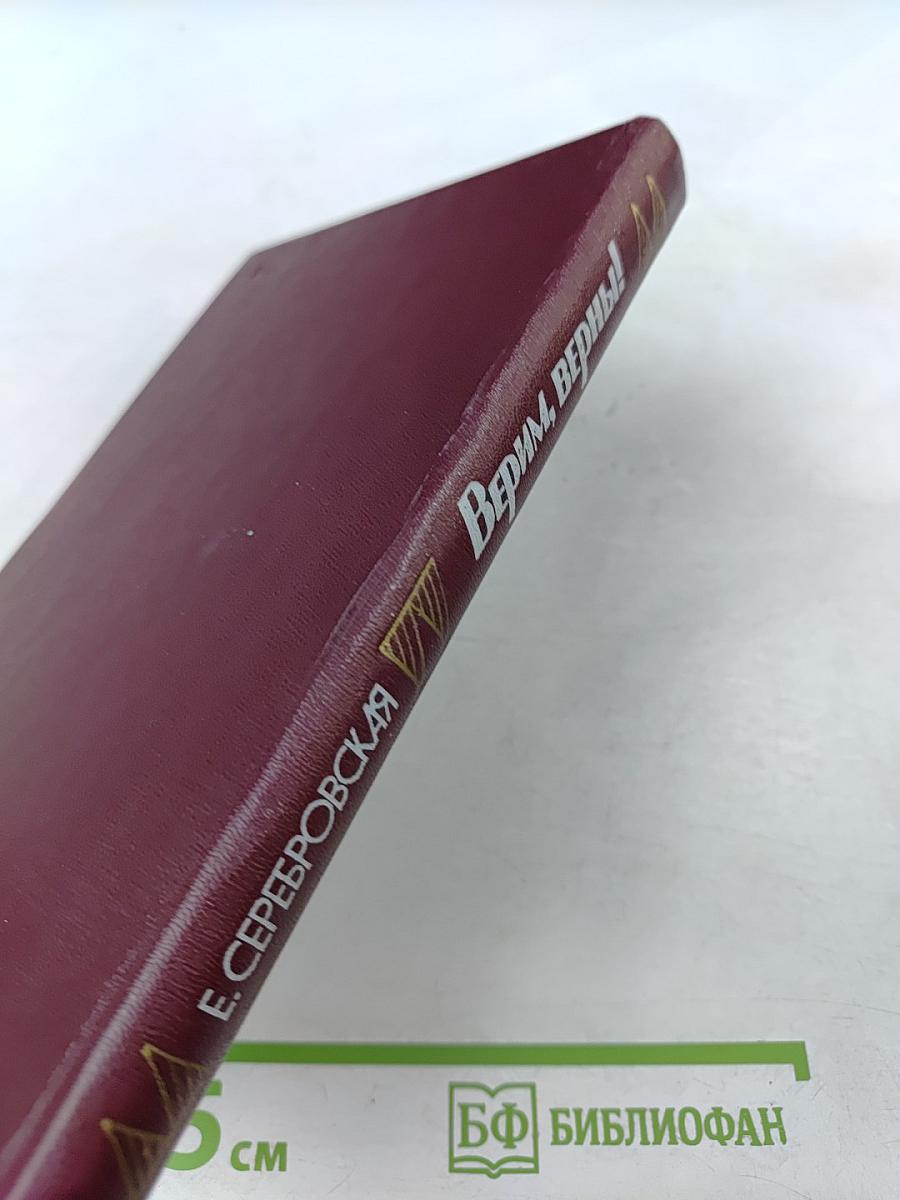 Е. СЕРЕБРОВСКАЯ
Верим, верны!
5 см
БФ БИБЛИОФАН